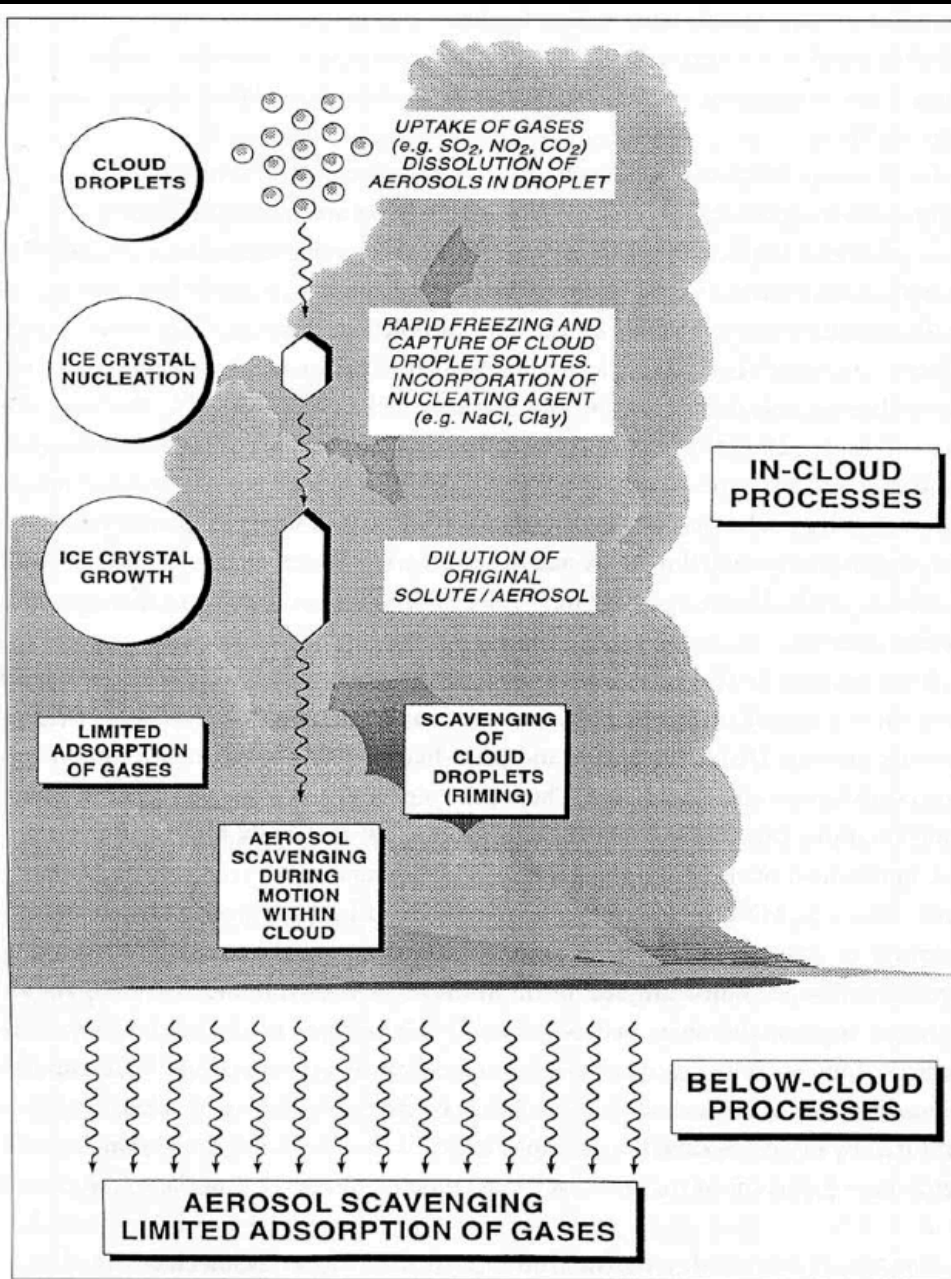 CLOUD
DROPLETS
UPTAKE OF GASES
(e.g. SO₂, NO₂, CO₂)
DISSOLUTION OF
AEROSOLS IN DROPLET
ICE CRYSTAL
NUCLEATION
RAPID FREEZING AND
CAPTURE OF CLOUD
DROPLET SOLUTES.
INCORPORATION OF
NUCLEATING AGENT
(e.g. NaCl, Clay)
IN-CLOUD
PROCESSES
ICE CRYSTAL
GROWTH
DILUTION OF
ORIGINAL
SOLUTE / AEROSOL
LIMITED
ADSORPTION
OF GASES
SCAVENGING
OF
CLOUD
DROPLETS
(RIMING)
AEROSOL
SCAVENGING
DURING
MOTION
WITHIN
CLOUD
BELOW-CLOUD
PROCESSES
AEROSOL SCAVENGING
LIMITED ADSORPTION OF GASES